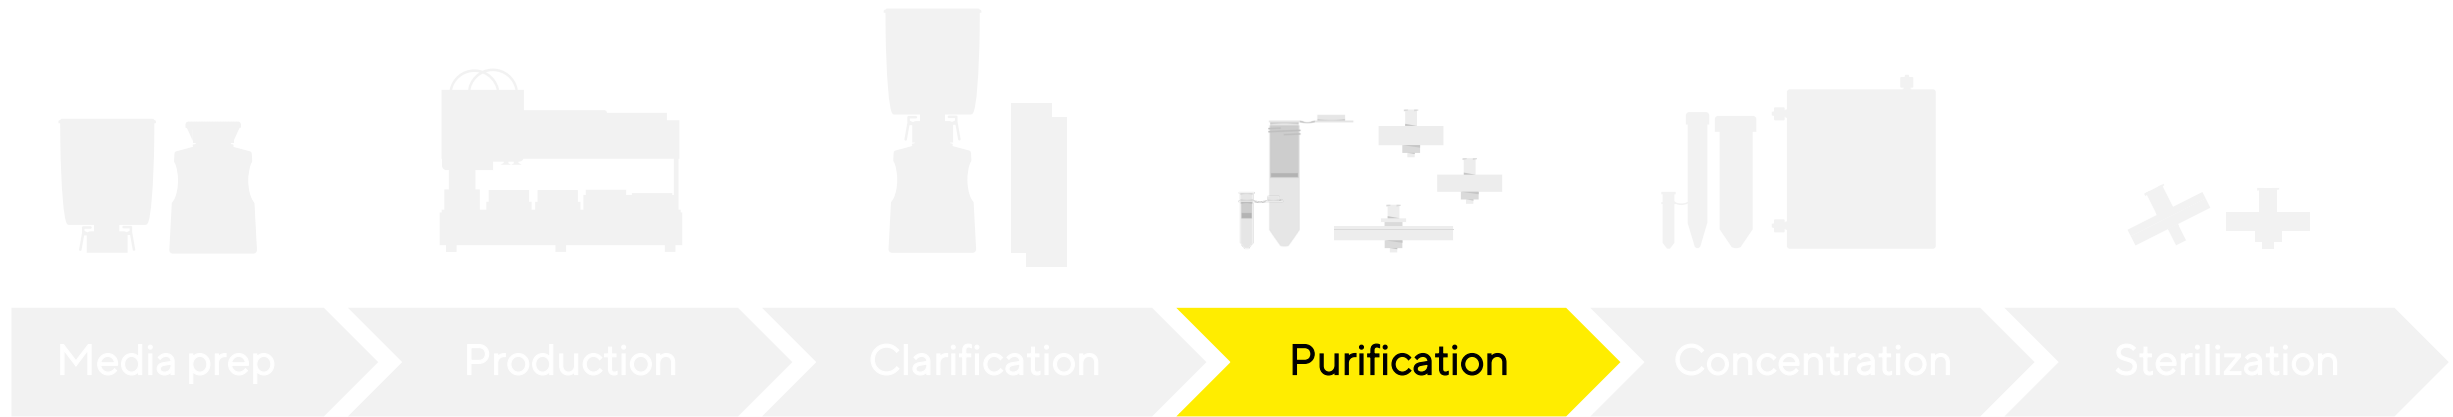 Media prep
Production
Clarification
Purification
Concentration
Sterilization